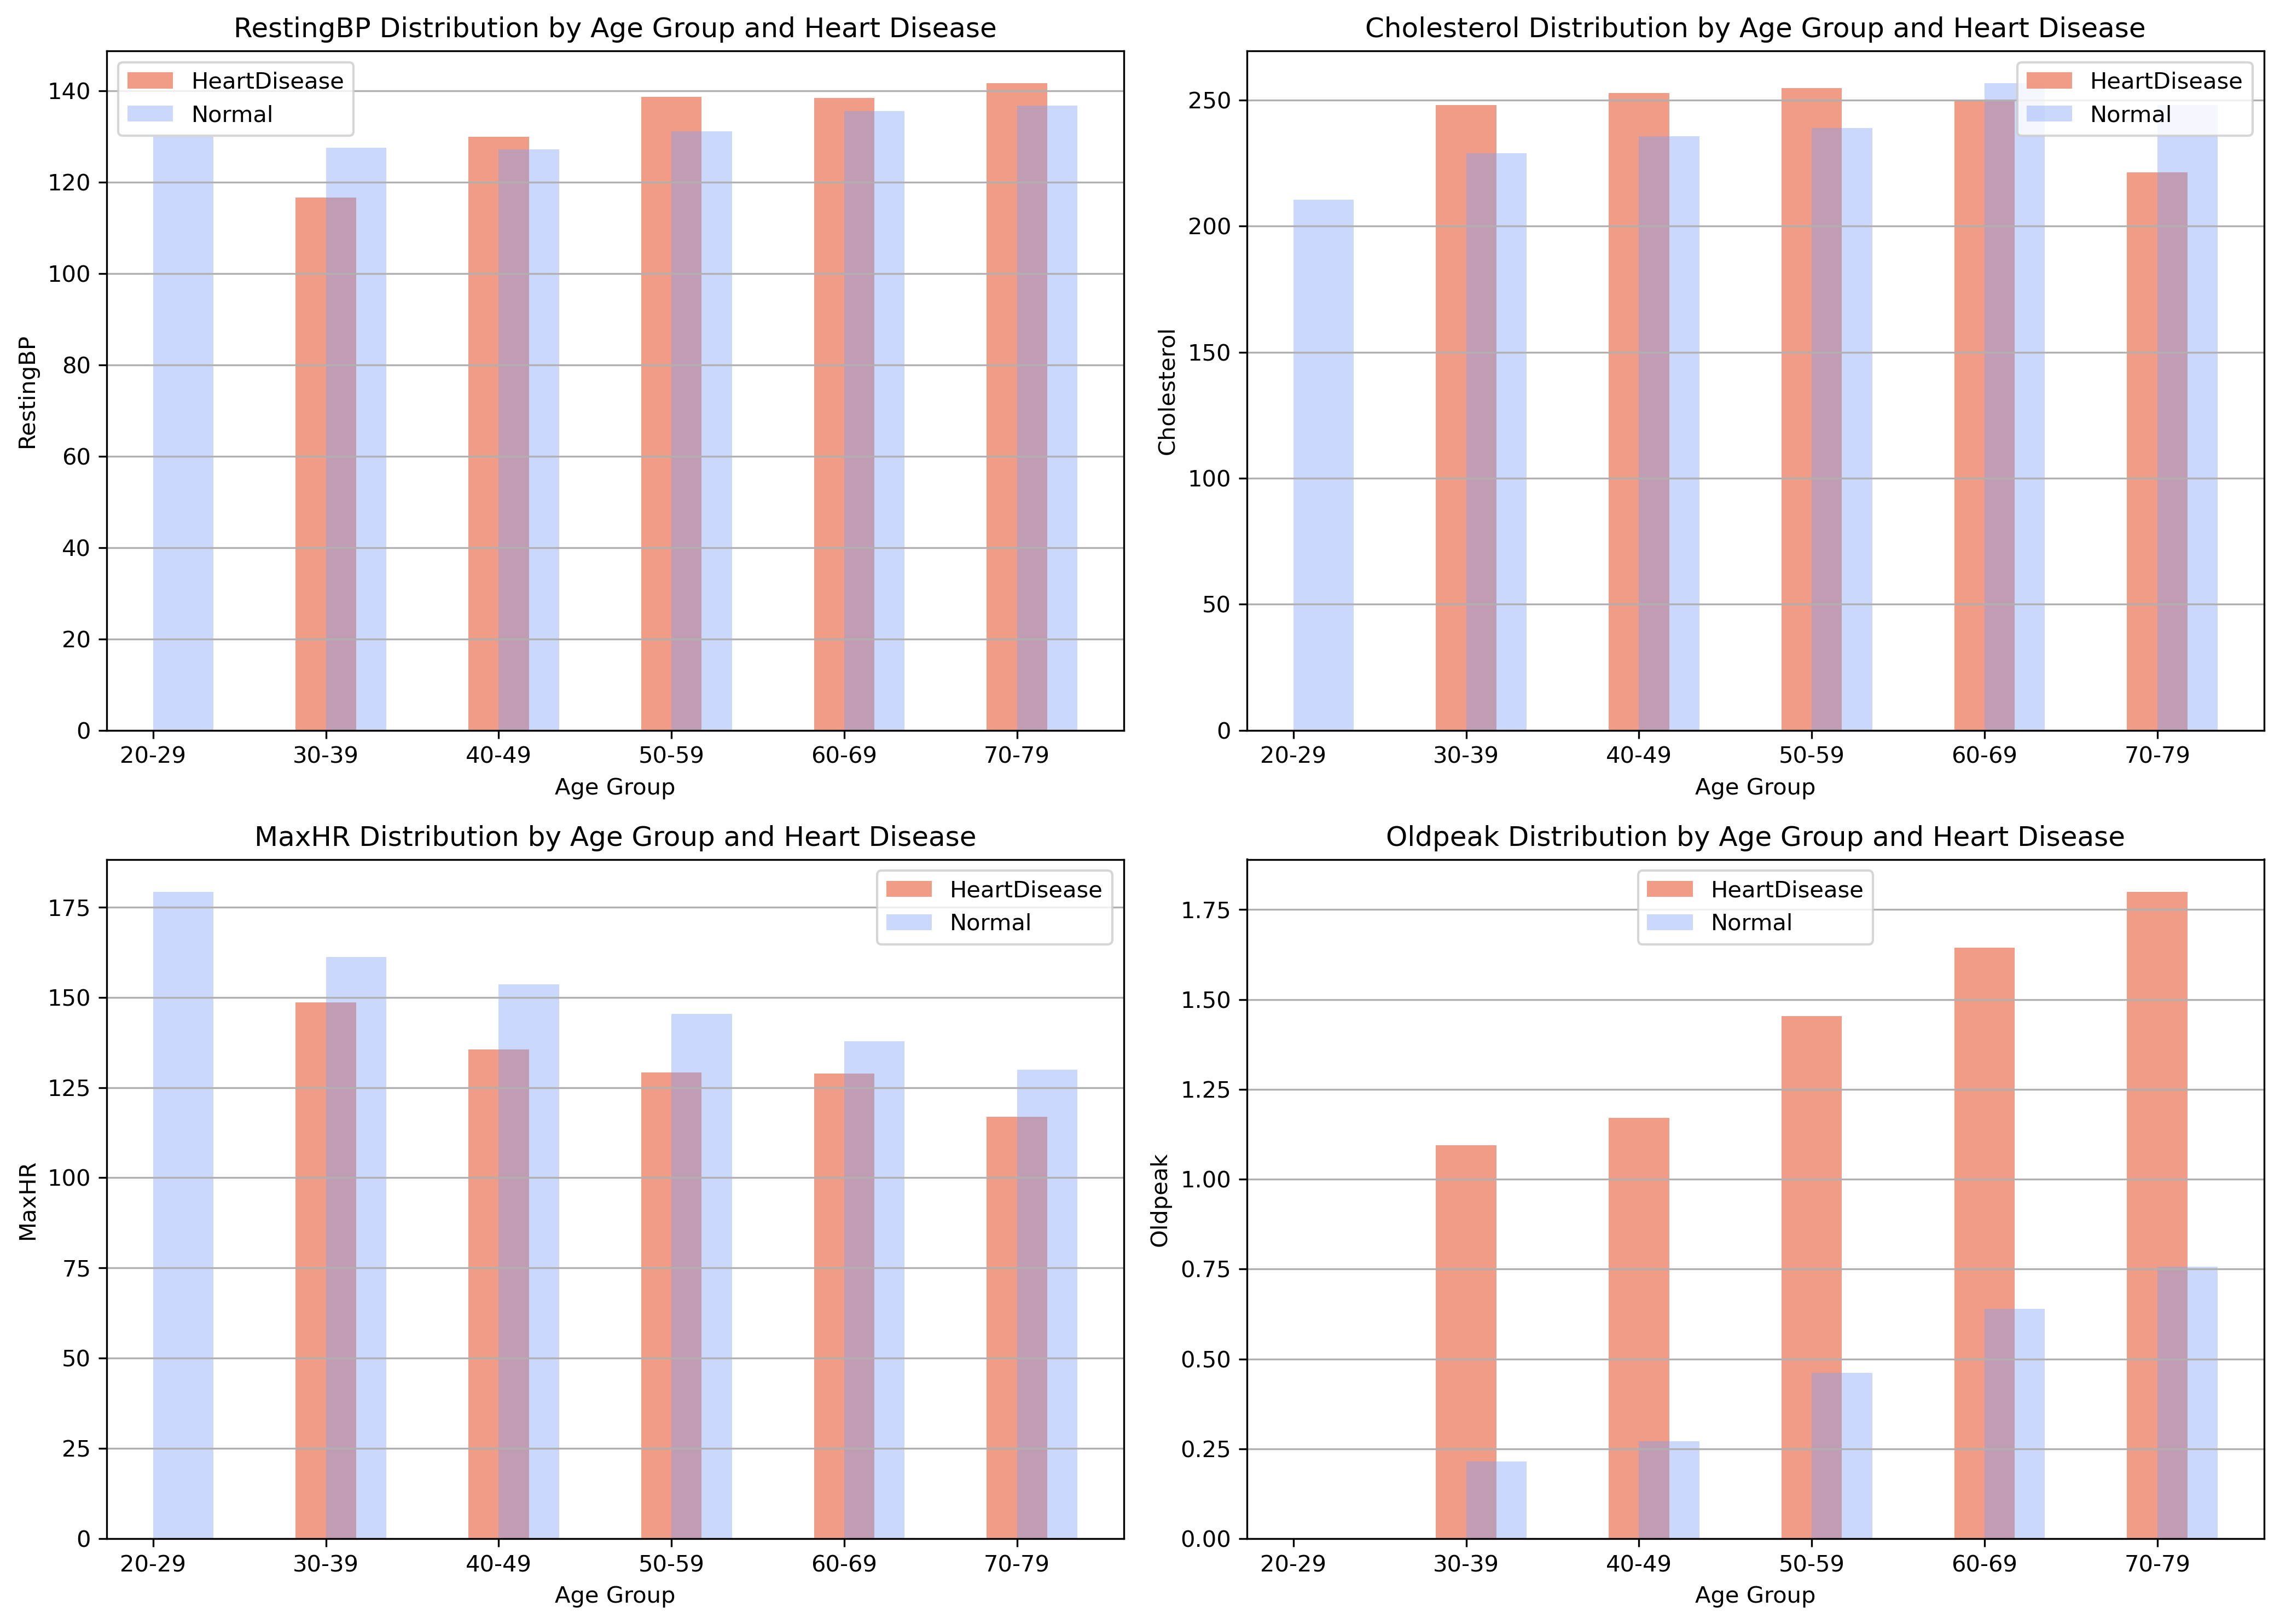 RestingBP Distribution by Age Group and Heart Disease
HeartDisease
Normal
140
120
100
80
60
40
20
0
RestingBP
20-29 30-39 40-49 50-59 60-69 70-79
Age Group
Cholesterol Distribution by Age Group and Heart Disease
HeartDisease
Normal
250
200
150
100
50
0
Cholesterol
20-29 30-39 40-49 50-59 60-69 70-79
Age Group
MaxHR Distribution by Age Group and Heart Disease
HeartDisease
Normal
175
150
125
100
75
50
25
0
MaxHR
20-29 30-39 40-49 50-59 60-69 70-79
Age Group
Oldpeak Distribution by Age Group and Heart Disease
HeartDisease
Normal
1.75
1.50
1.25
1.00
0.75
0.50
0.25
0.00
Oldpeak
20-29 30-39 40-49 50-59 60-69 70-79
Age Group